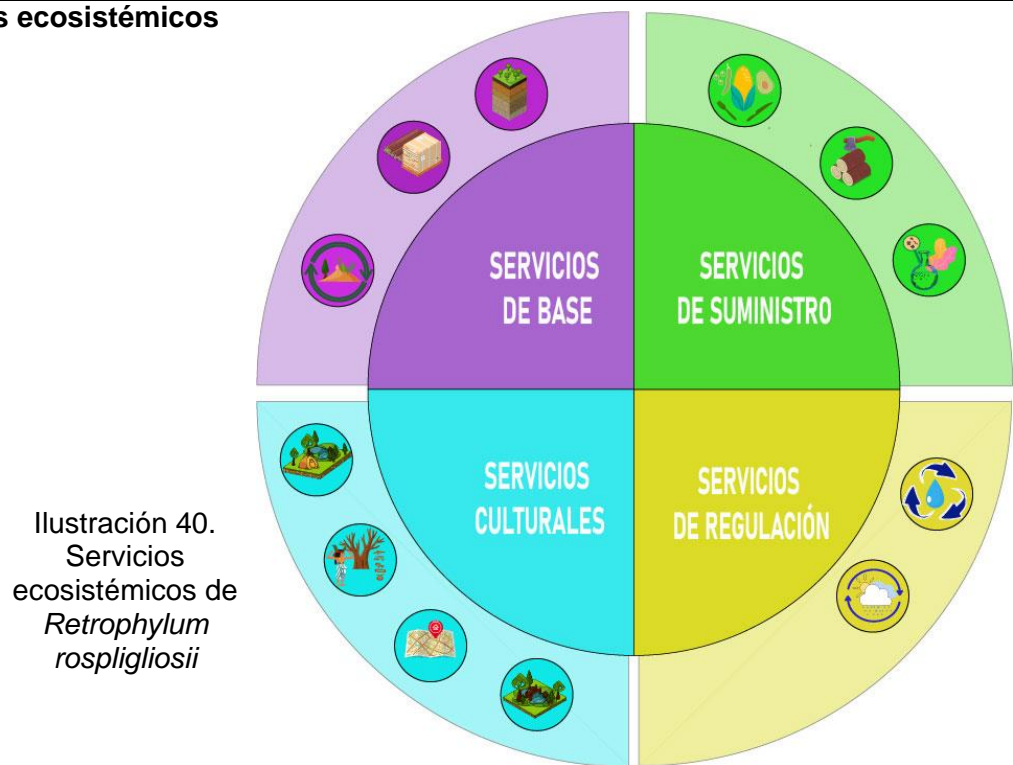 s ecosistémicos
SERVICIOS
DE BASE
SERVICIOS
DE SUMINISTRO
SERVICIOS
CULTURALES
SERVICIOS
DE REGULACIÓN
Ilustración 40.
Servicios
ecosistémicos de
Retrophylum
rospligliosii